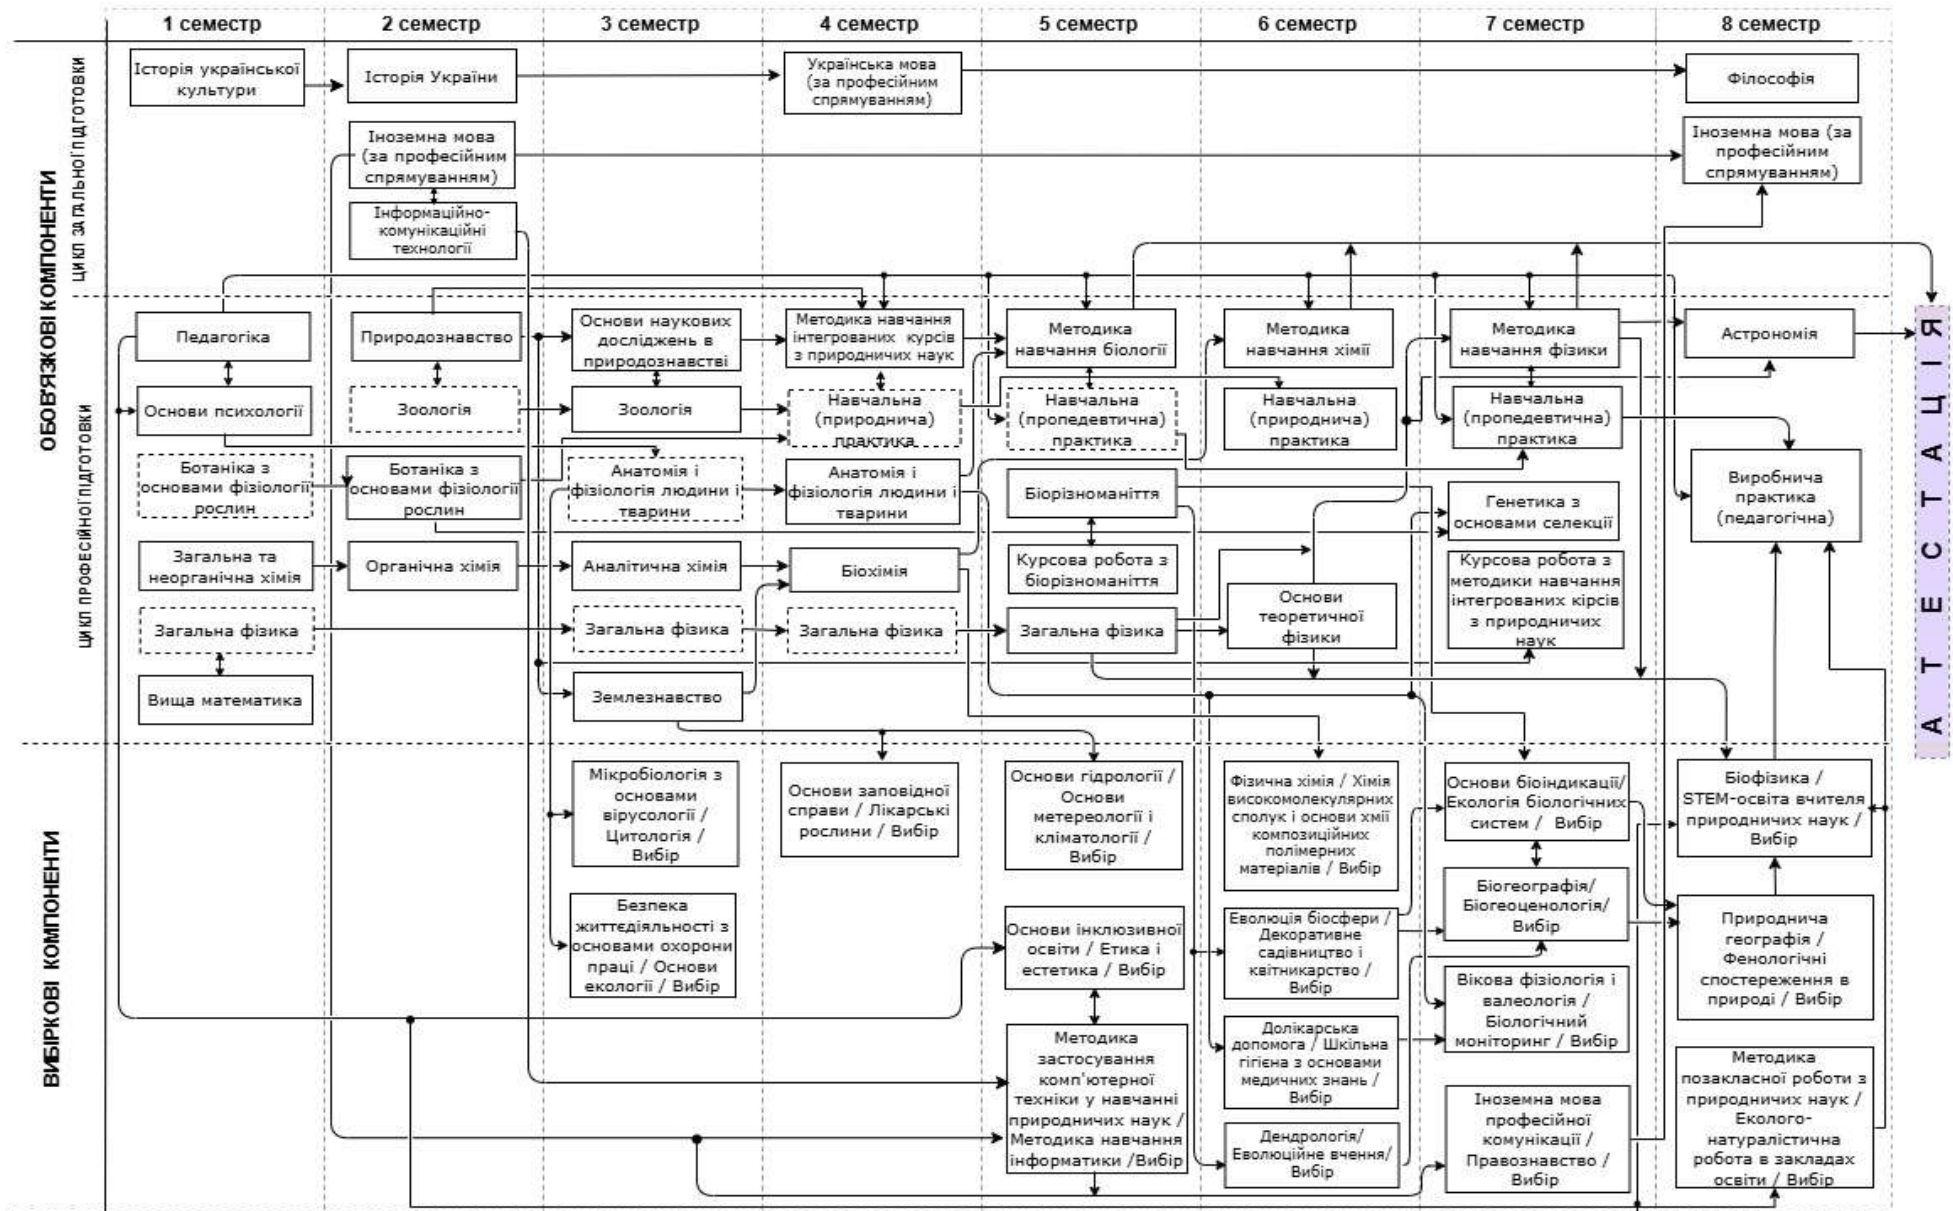 1 семестр
2 семестр
3 семестр
4 семестр
5 семестр
6 семестр
7 семестр
8 семестр
ОБОВ'ЯЗКОВІ КОМПОНЕНТИ
ЦИКЛ ЗАГАЛЬНОЇ ПІДГОТОВКИ
Історія української
культури
Історія України
Українська мова
(за професійним
спрямуванням)
Філософія
Іноземна мова
(за професійним
спрямуванням)
Іноземна мова (за
професійним
спрямуванням)
Інформаційно-
комунікаційні
технології
ЦИКЛ ПРОФЕСІЙНОЇ ПІДГОТОВКИ
Педагогіка
Природознавство
Основи наукових
досліджень в
природознавстві
Методика навчання
інтегрованих курсів
з природничих наук
Методика
навчання біології
Методика
навчання хімії
Методика
навчання фізики
Астрономія
АТЕСТАЦІЯ
Основи психології
Зоологія
Зоологія
Навчальна
(природнича)
практика
Навчальна
(пропедевтична)
практика
Навчальна
(природнича)
практика
Навчальна
(пропедевтична)
практика
Ботаніка з
основами фізіології
рослин
Ботаніка з
основами фізіології
рослин
Анатомія і
фізіологія людини і
тварини
Анатомія і
фізіологія людини і
тварини
Біорізноманіття
Генетика з
основами селекції
Виробнича
практика
(педагогічна)
Загальна та
неорганічна хімія
Органічна хімія
Аналітична хімія
Біохімія
Курсова робота з
біорізноманіття
Основи
теоретичної
фізики
Курсова робота з
методики навчання
інтегрованих кірсів
з природничих
наук
Загальна фізика
Загальна фізика
Загальна фізика
Загальна фізика
Вища математика
Землезнавство
ВИБІРКОВІ КОМПОНЕНТИ
Мікробіологія з
основами
вірусології /
Цитологія /
Вибір
Основи заповідної
справи / Лікарські
рослини / Вибір
Основи гідрології /
Основи
метереології і
кліматології /
Вибір
Фізична хімія / Хімія
високомолекулярних
сполук і основи хмії
композиційних
полімерних
матеріалів / Вибір
Основи біоіндикації/
Екологія біологічних
систем / Вибір
Біофізика /
STEM-освіта вчителя
природничих наук /
Вибір
Безпека
життєдіяльності з
основами охорони
праці / Основи
екології / Вибір
Основи інклюзивної
освіти / Етика і
естетика / Вибір
Еволюція біосфери /
Декоративне
садівництво і
квітникарство /
Вибір
Біогеографія/
Біогеоценологія/
Вибір
Природнича
географія /
Фенологічні
спостереження в
природі / Вибір
Методика
застосування
комп'ютерної
техніки у навчанні
природничих наук /
Методика навчання
інформатики /Вибір
Долікарська
допомога / Шкільна
гігієна з основами
медичних знань /
Вибір
Вікова фізіологія і
валеологія /
Біологічний
моніторинг / Вибір
Методика
позакласної роботи з
природничих наук /
Еколого-
натуралістична
робота в закладах
освіти / Вибір
Дендрологія/
Еволюційне вчення/
Вибір
Іноземна мова
професійної
комунікації /
Правознавство /
Вибір